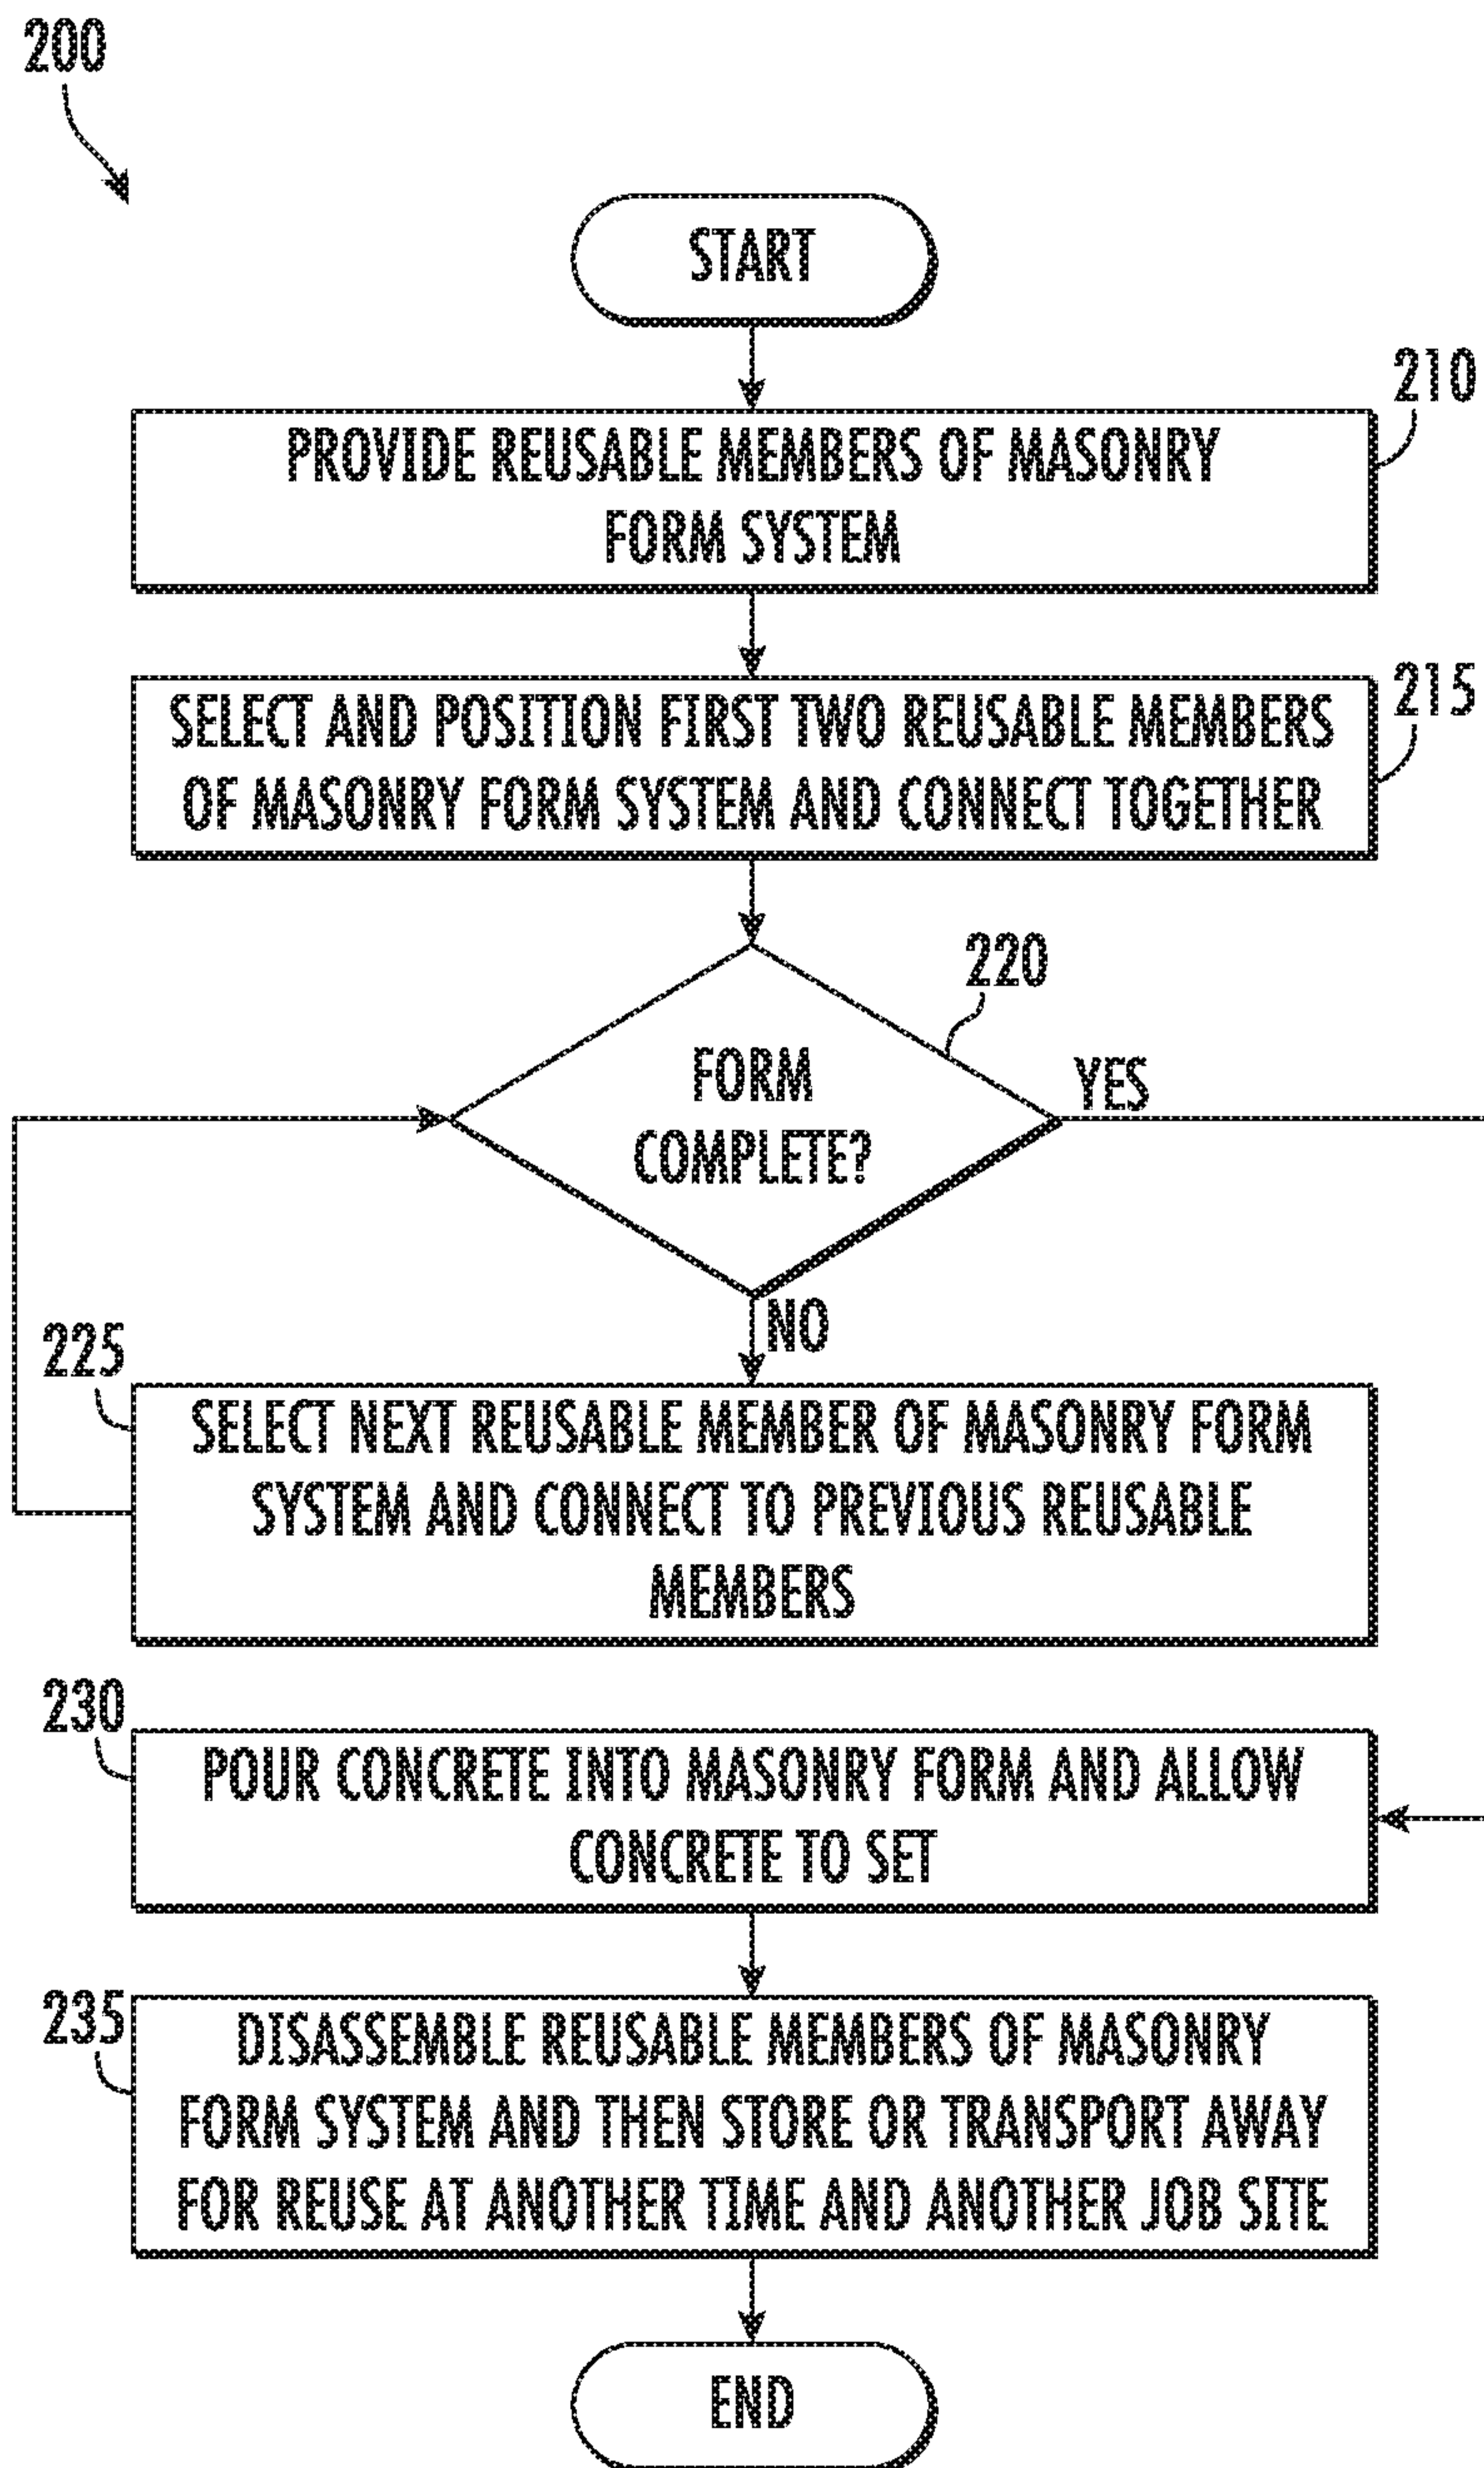 200
START
210
PROVIDE REUSABLE MEMBERS OF MASONRY
FORM SYSTEM
215
SELECT AND POSITION FIRST TWO REUSABLE MEMBERS
OF MASONRY FORM SYSTEM AND CONNECT TOGETHER
220
FORM
COMPLETE?
YES
NO
225
SELECT NEXT REUSABLE MEMBER OF MASONRY FORM
SYSTEM AND CONNECT TO PREVIOUS REUSABLE
MEMBERS
230
POUR CONCRETE INTO MASONRY FORM AND ALLOW
CONCRETE TO SET
235
DISASSEMBLE REUSABLE MEMBERS OF MASONRY
FORM SYSTEM AND THEN STORE OR TRANSPORT AWAY
FOR REUSE AT ANOTHER TIME AND ANOTHER JOB SITE
END